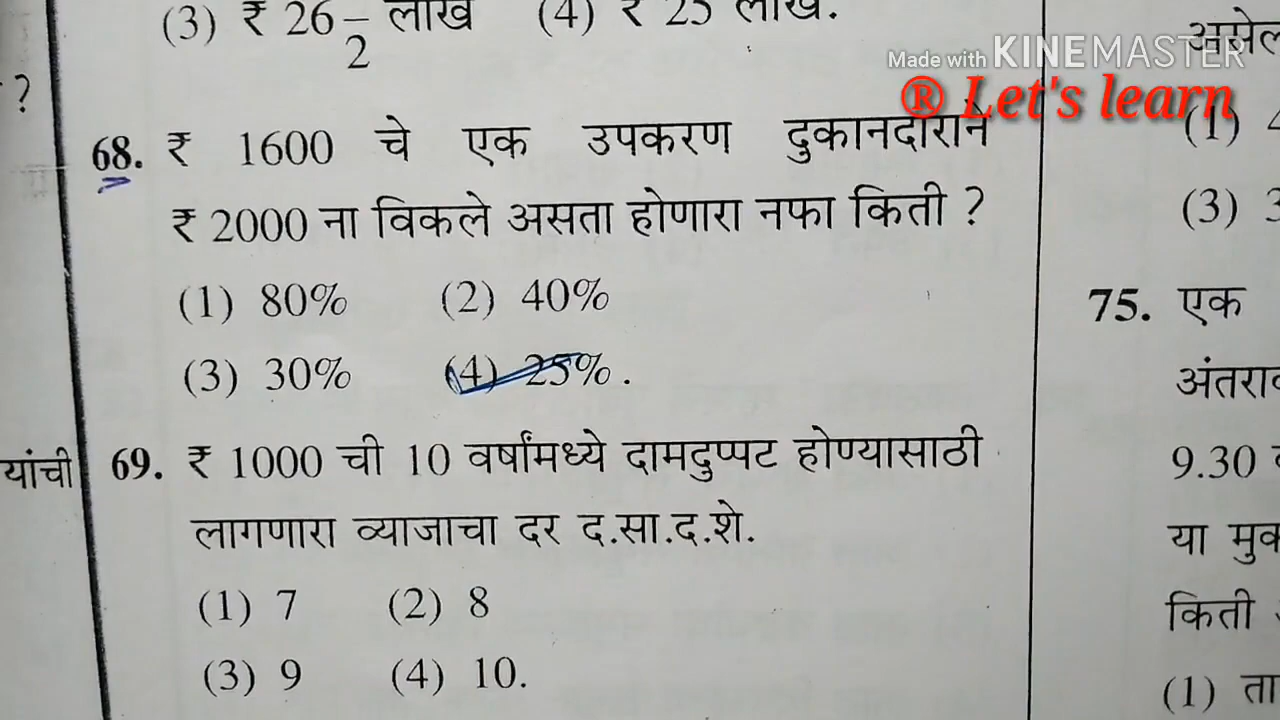 (3) ₹ 26 – लाख (4) ₹ 25 लाख.
2
?
Made with KINEMASTER
® Let's learn
68. ₹ 1600 चे एक उपकरण दुकानदाराने
₹ 2000 ना विकले असता होणारा नफा किती ?
(1) 80% (2) 40%
(3) 30% (4) 25%.
यांची
69. ₹ 1000 ची 10 वर्षांमध्ये दामदुप्पट होण्यासाठी
लागणारा व्याजाचा दर द.सा.द.शे.
(1) 7 (2) 8
(3) 9 (4) 10.
(1)
(3)
75. एक
9.30
या
किती
(1)